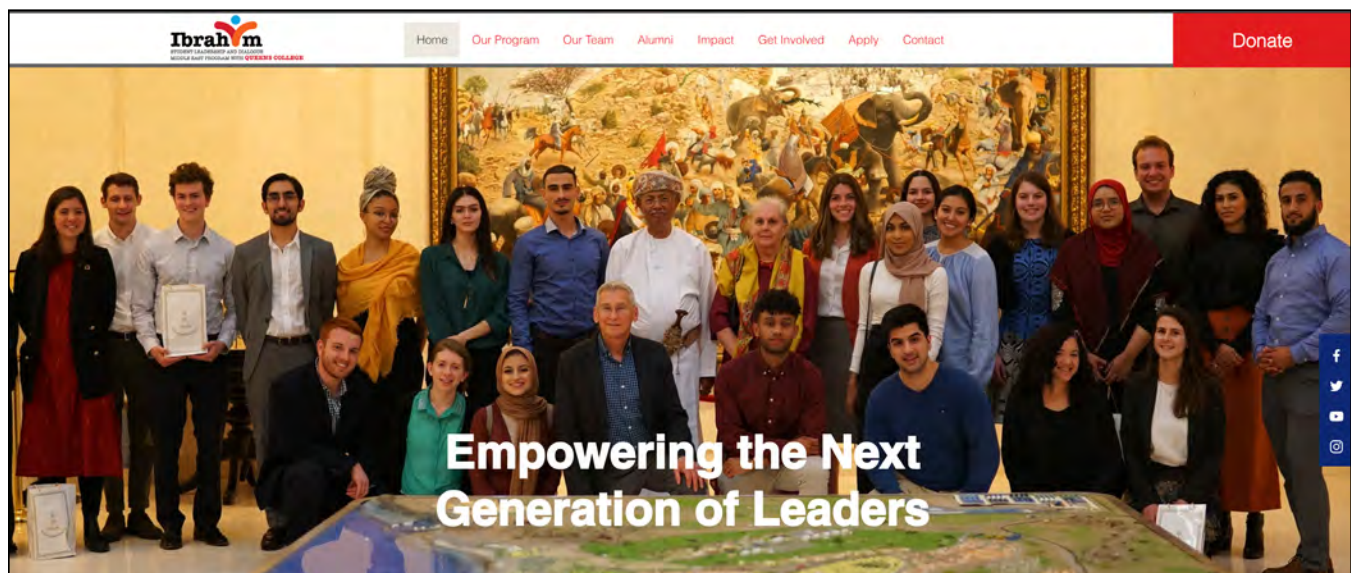 Ibrahim
STUDENT LEADERSHIP AND DIALOGUE
MIDDLE EAST PROGRAM WITH QUEENS COLLEGE
Home Our Program Our Team Alumni Impact Get Involved Apply Contact
Donate
Empowering the Next
Generation of Leaders